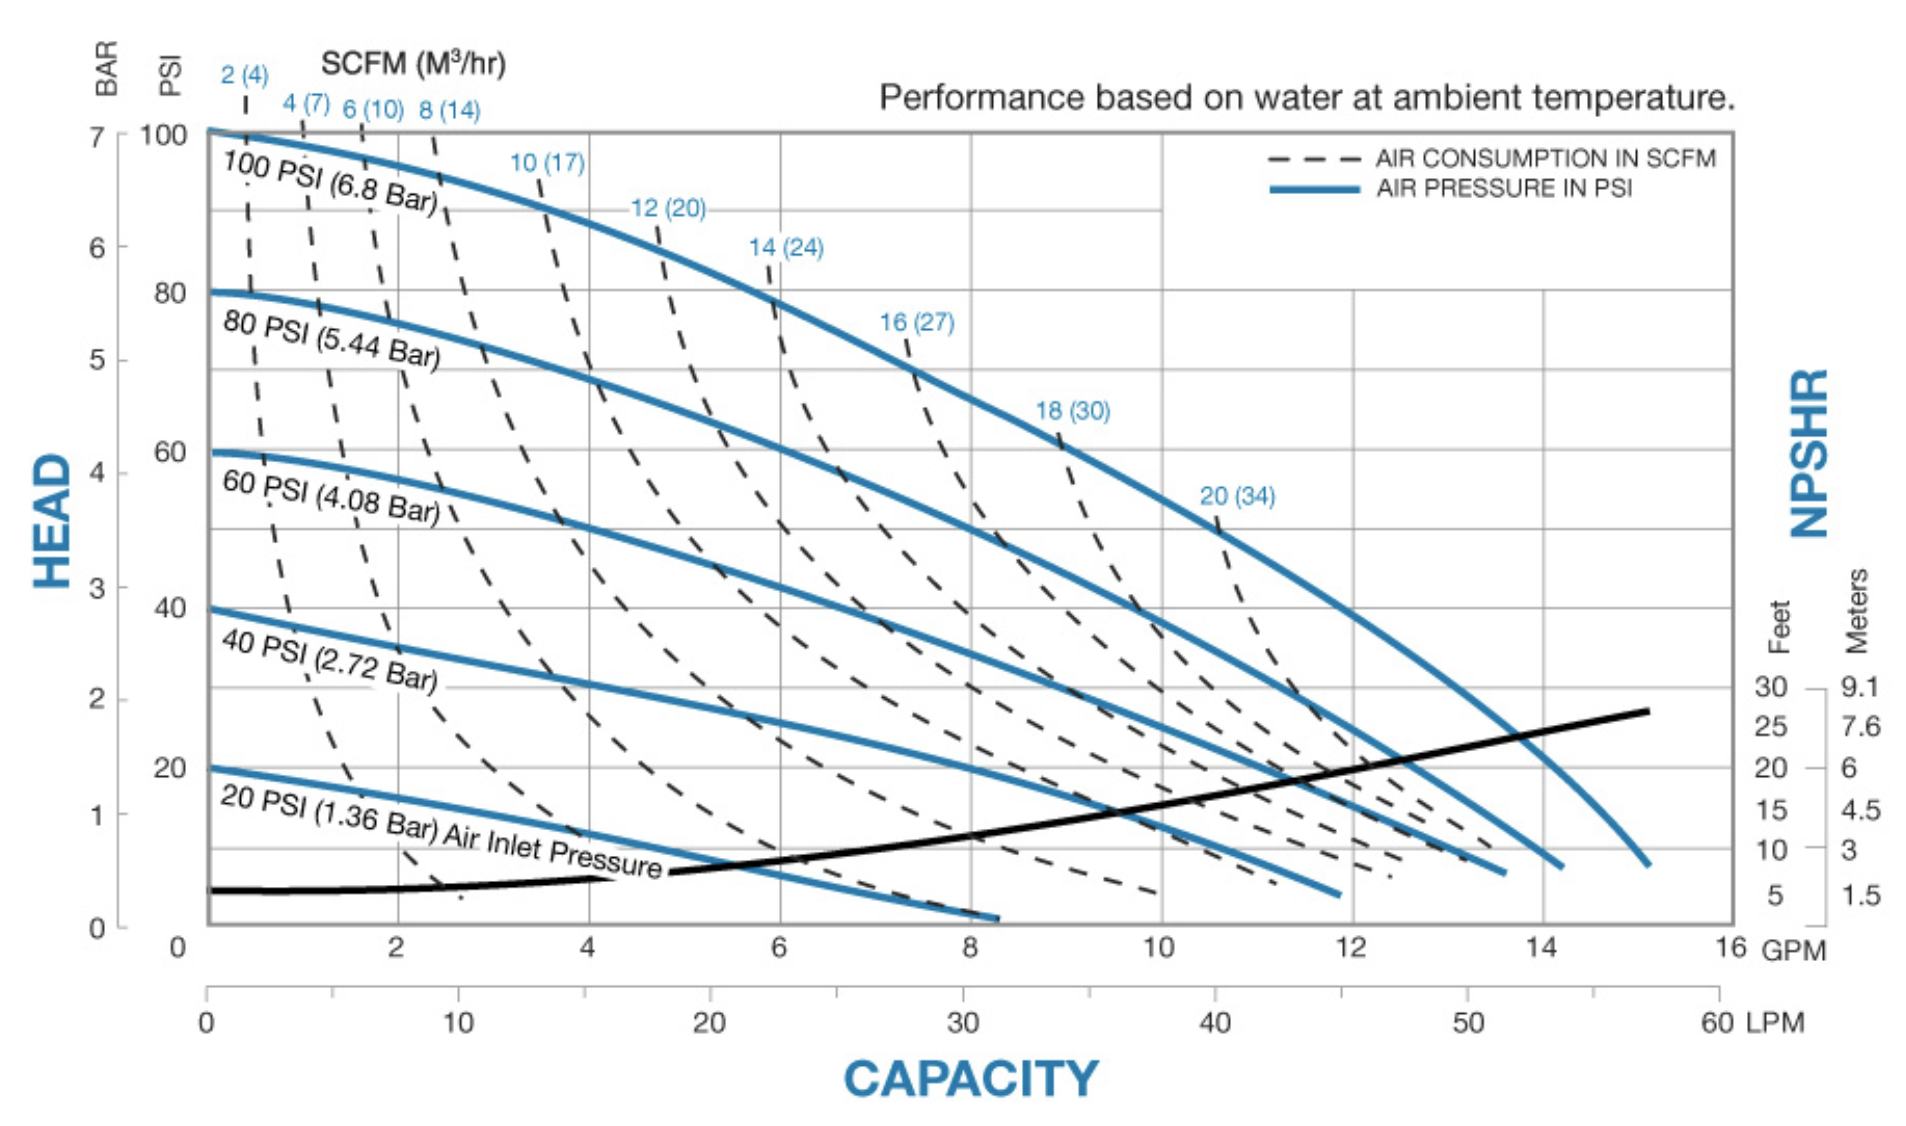 BAR
PSI
SCFM (M³/hr)
2 (4)
4 (7)
6 (10)
8 (14)
10 (17)
12 (20)
14 (24)
16 (27)
18 (30)
20 (34)
Performance based on water at ambient temperature.
AIR CONSUMPTION IN SCFM
AIR PRESSURE IN PSI
7
6
5
4
3
2
1
0
100
80
60
40
20
0
HEAD
100 PSI (6.8 Bar)
80 PSI (5.44 Bar)
60 PSI (4.08 Bar)
40 PSI (2.72 Bar)
20 PSI (1.36 Bar) Air Inlet Pressure
NPSHR
Feet
Meters
30 9.1
25 7.6
20 6
15 4.5
10 3
5 1.5
2 4 6 8 10 12 14 16 GPM
0 10 20 30 40 50 60 LPM
CAPACITY